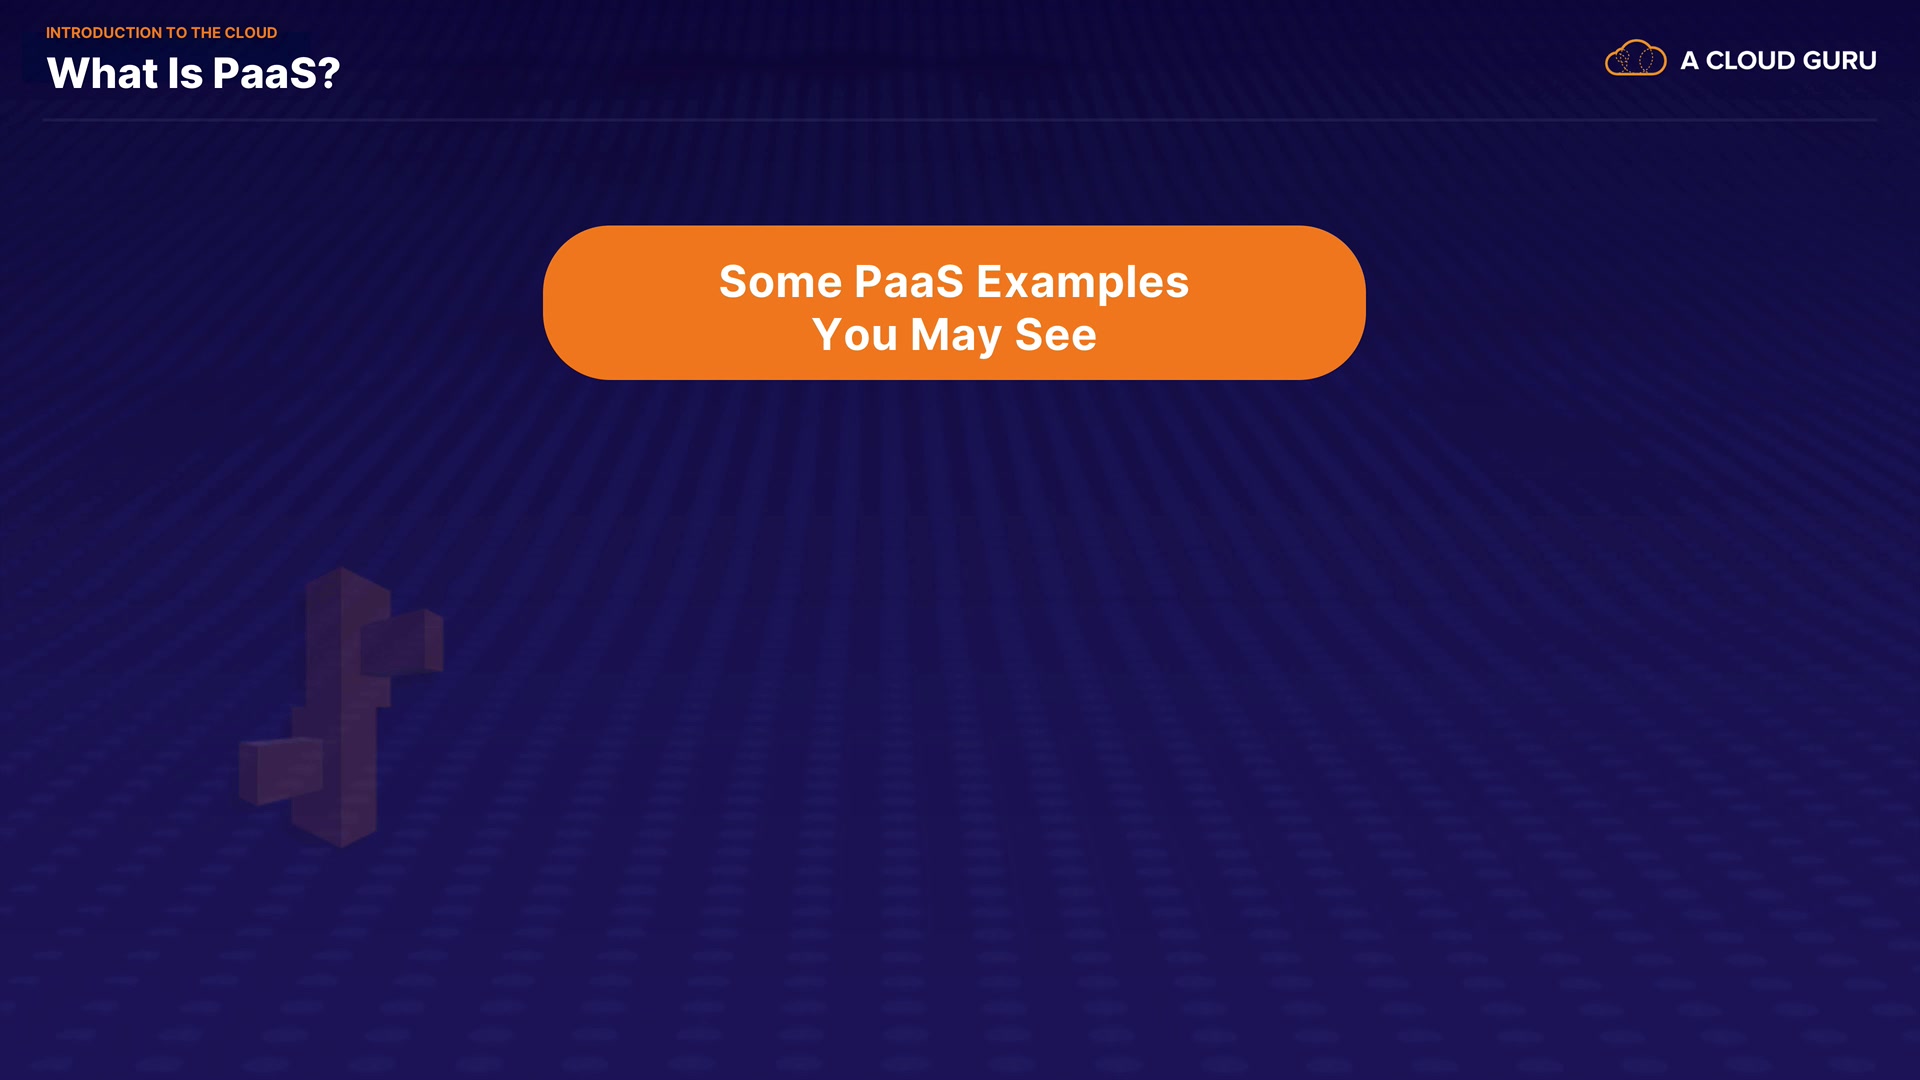 INTRODUCTION TO THE CLOUD
What Is PaaS?
A CLOUD GURU
Some PaaS Examples
You May See